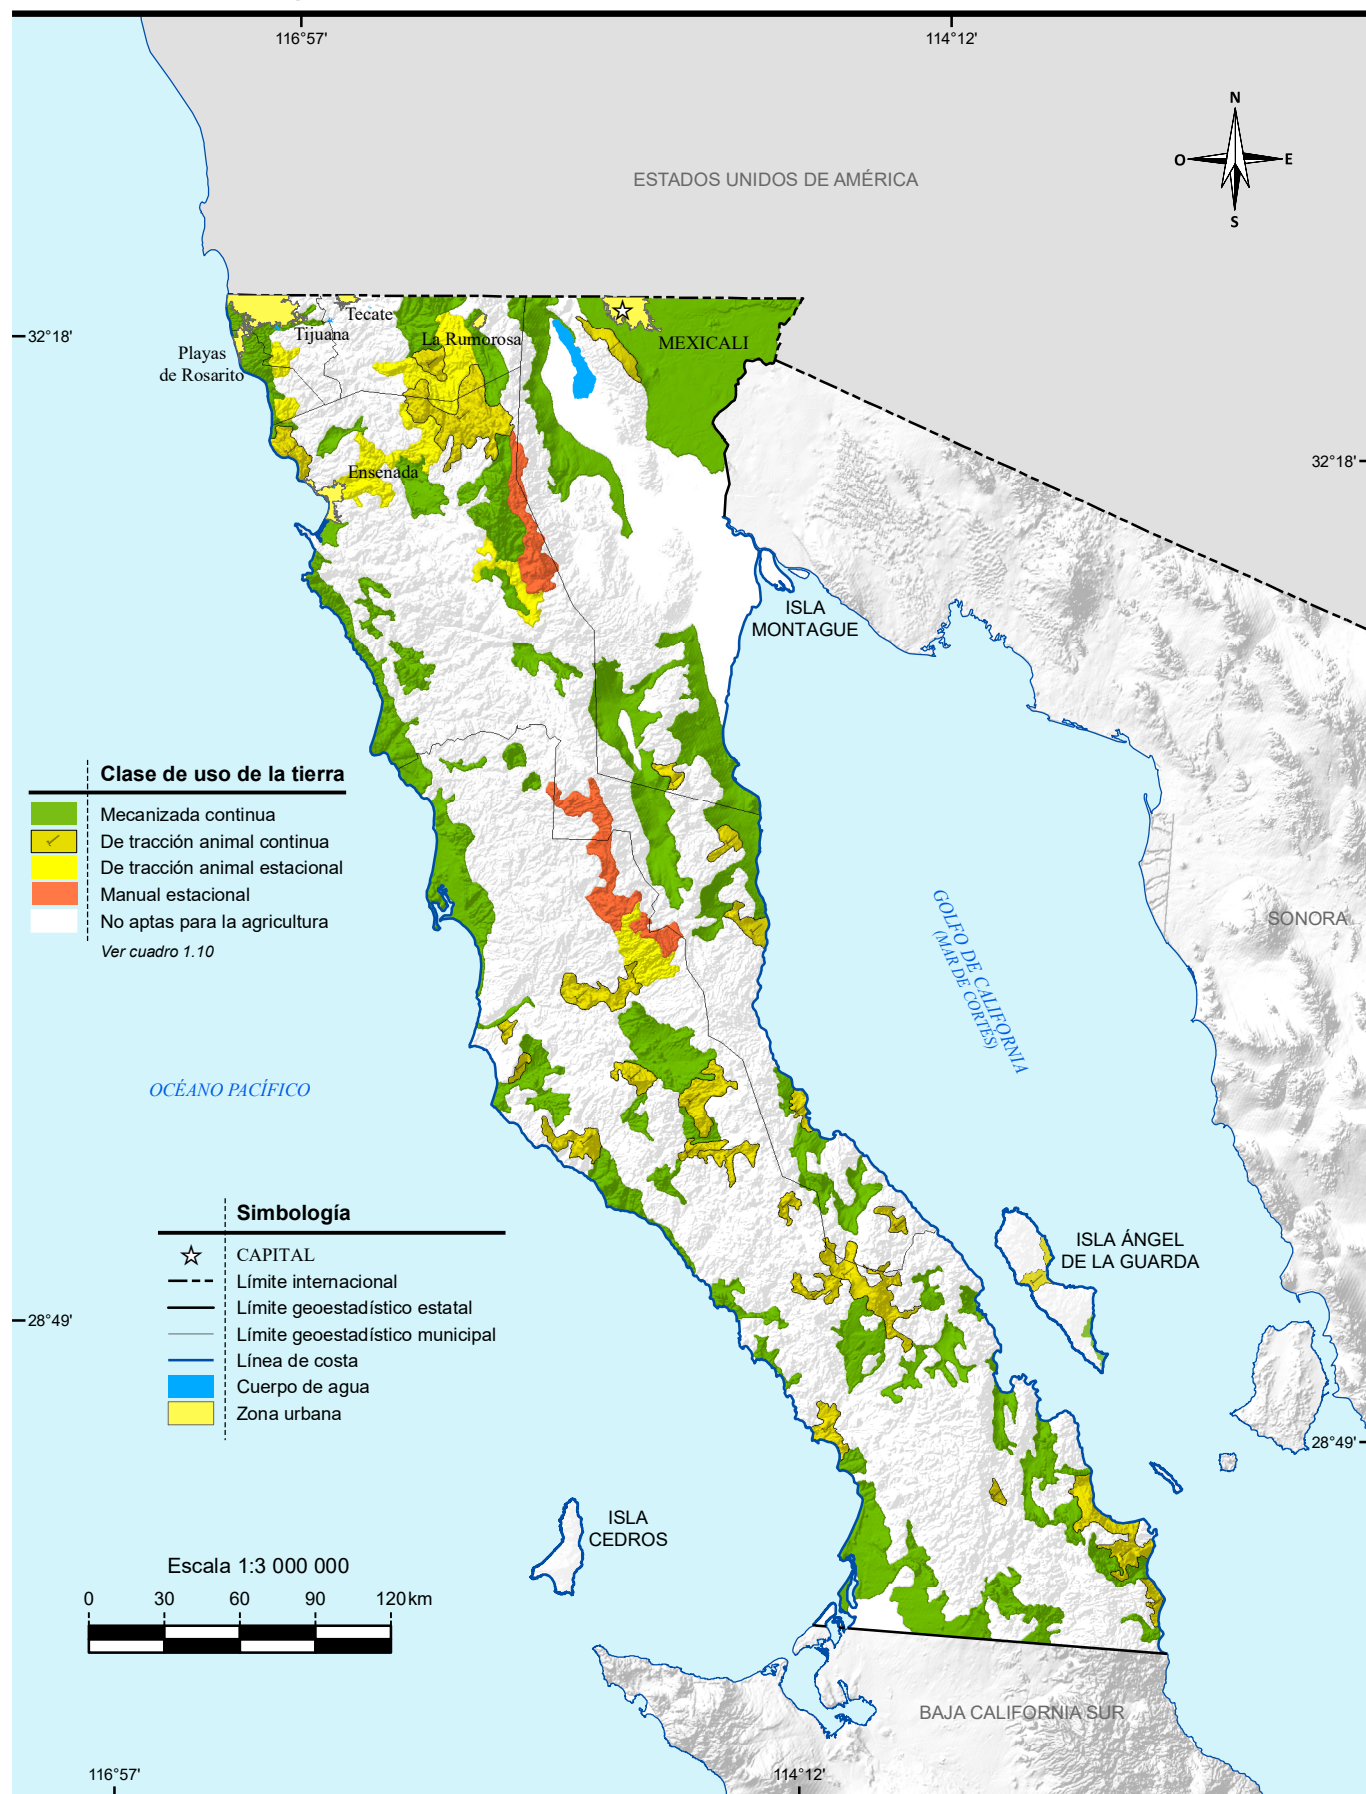 116°57'
114°12'
N
O
E
S
ESTADOS UNIDOS DE AMÉRICA
32°18'
Tecate
Tijuana
La Rumorosa
MEXICALI
Playas
de Rosarito
32°18'
Ensenada
ISLA
MONTAGUE
Clase de uso de la tierra
Mecanizada continua
De tracción animal continua
De tracción animal estacional
Manual estacional
No aptas para la agricultura
Ver cuadro 1.10
GOLFO DE CALIFORNIA
(MAR DE CORTÉS)
SONORA
OCÉANO PACÍFICO
Simbología
CAPITAL
Límite internacional
Límite geoestadístico estatal
Límite geoestadístico municipal
Línea de costa
Cuerpo de agua
Zona urbana
ISLA ÁNGEL
DE LA GUARDA
28°49'
28°49'
ISLA
CEDROS
Escala 1:3 000 000
0 30 60 90 120 km
BAJA CALIFORNIA SUR
116°57'
114°12'